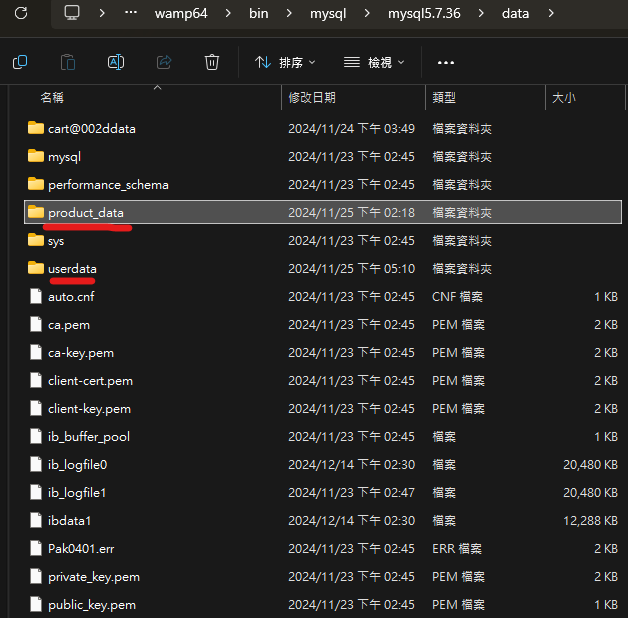 … > wamp64 > bin > mysql > mysql5.7.36 > data >
排序 檢視 …
名稱 修改日期 類型 大小
cart@002ddata 2024/11/24 下午 03:49 檔案資料夾
mysql 2024/11/23 下午 02:45 檔案資料夾
performance_schema 2024/11/23 下午 02:45 檔案資料夾
product_data 2024/11/25 下午 02:18 檔案資料夾
sys 2024/11/23 下午 02:45 檔案資料夾
userdata 2024/11/25 下午 05:10 檔案資料夾
auto.cnf 2024/11/23 下午 02:45 CNF 檔案 1 KB
ca.pem 2024/11/23 下午 02:45 PEM 檔案 2 KB
ca-key.pem 2024/11/23 下午 02:45 PEM 檔案 2 KB
client-cert.pem 2024/11/23 下午 02:45 PEM 檔案 2 KB
client-key.pem 2024/11/23 下午 02:45 PEM 檔案 2 KB
ib_buffer_pool 2024/11/23 下午 02:45 檔案 1 KB
ib_logfile0 2024/12/14 下午 02:30 檔案 20,480 KB
ib_logfile1 2024/11/23 下午 02:47 檔案 20,480 KB
ibdata1 2024/12/14 下午 02:30 檔案 12,288 KB
Pak0401.err 2024/11/23 下午 02:45 ERR 檔案 2 KB
private_key.pem 2024/11/23 下午 02:45 PEM 檔案 2 KB
public_key.pem 2024/11/23 下午 02:45 PEM 檔案 2 KB